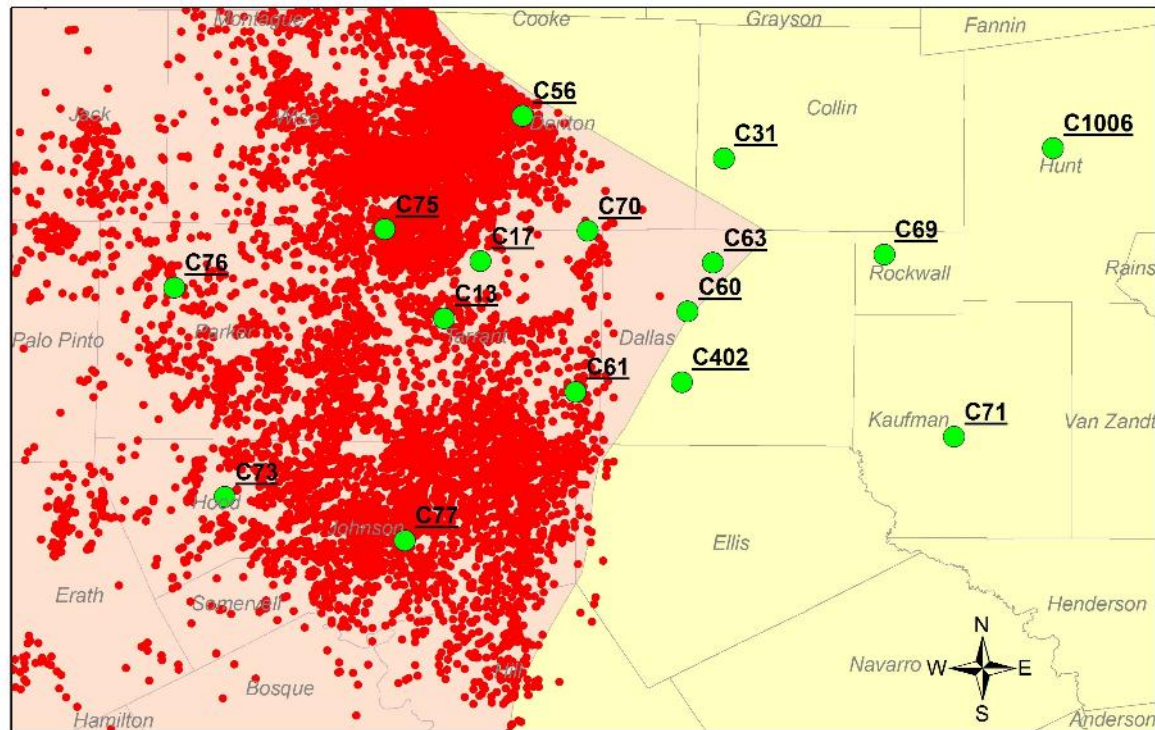 Montague
Cooke
Grayson
Fannin
Jack
Wise
C56
Denton
Collin
C31
C1006
Hunt
C75
C70
C17
C63
C69
Rockwall
Rains
C76
C13
C60
Palo Pinto
Parker
Tarrant
Dallas
C402
C61
Kaufman
C71
Van Zandt
C73
Hood
Johnson
C77
Ellis
Erath
Somervell
Henderson
N
W
E
S
Navarro
Hill
Bosque
Hamilton
Anderson